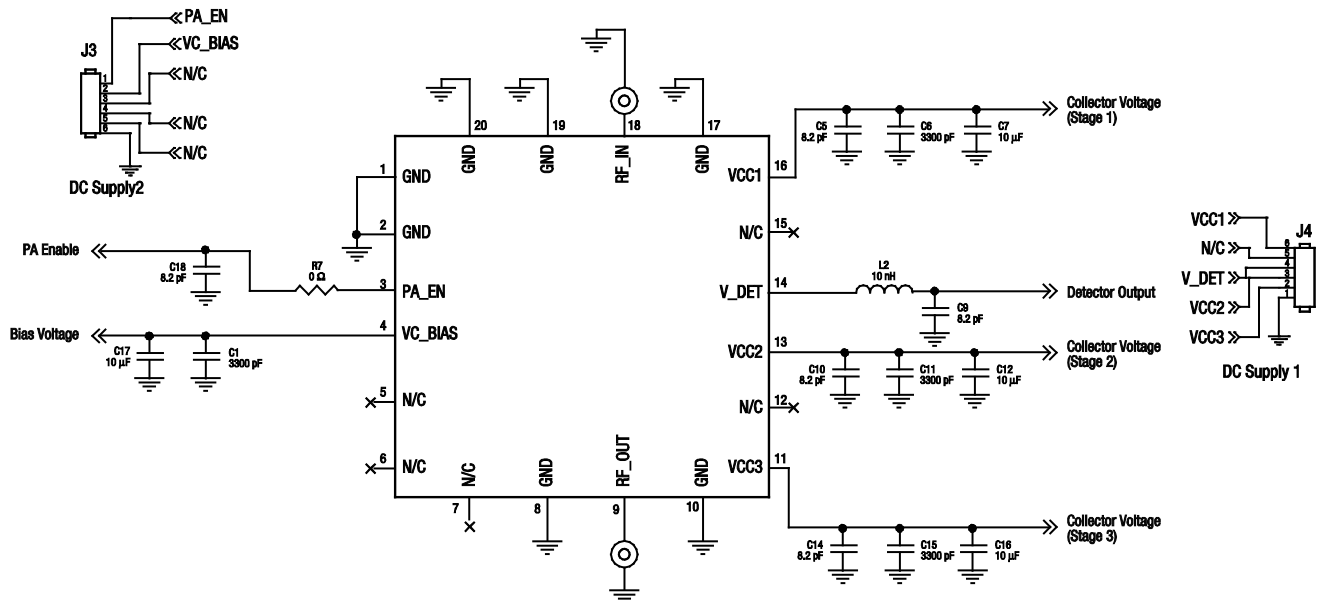 PA_EN
VC_BIAS
J3
N/C
1
2
3
4
5
6
N/C
N/C
DC Supply2
20
19
18
17
GND
GND
RF_IN
GND
1
GND
2
GND
PA Enable
C18
8.2 pF
R7
0 Ω
3
PA_EN
Bias Voltage
4
VC_BIAS
C17
10 µF
C1
3300 pF
5
N/C
6
N/C
N/C
GND
RF_OUT
GND
7
8
9
10
VCC1
16
C5
8.2 pF
C6
3300 pF
C7
10 µF
Collector Voltage
(Stage 1)
N/C
15
V_DET
14
L2
10 nH
C9
8.2 pF
Detector Output
VCC2
13
C10
8.2 pF
C11
3300 pF
C12
10 µF
Collector Voltage
(Stage 2)
N/C
12
VCC3
11
C14
8.2 pF
C15
3300 pF
C16
10 µF
Collector Voltage
(Stage 3)
VCC1
J4
N/C
V_DET
VCC2
VCC3
6
5
4
3
2
1
DC Supply 1